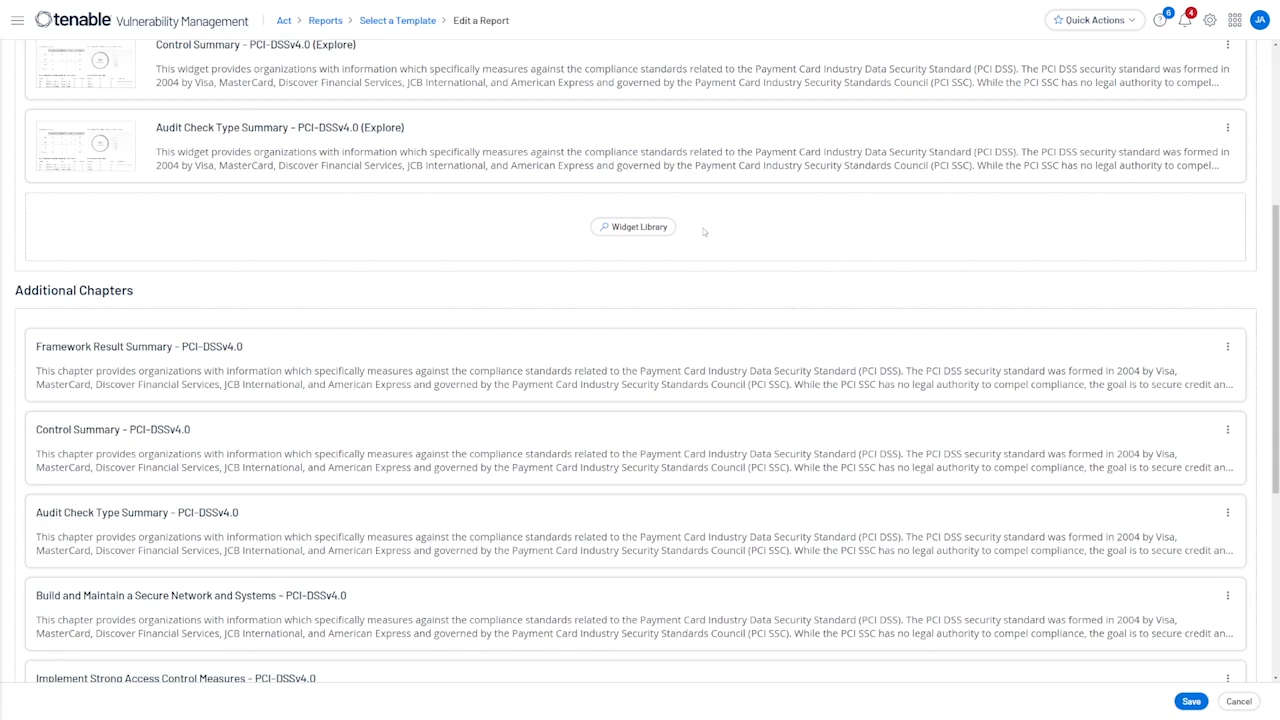 tenable Vulnerability Management Act > Reports > Select a Template > Edit a Report Quick Actions 6 4 JA
Control Summary - PCI-DSSv4.0 (Explore)
This widget provides organizations with information which specifically measures against the compliance standards related to the Payment Card Industry Data Security Standard (PCI DSS). The PCI DSS security standard was formed in
2004 by Visa, MasterCard, Discover Financial Services, JCB International, and American Express and governed by the Payment Card Industry Security Standards Council (PCI SSC). While the PCI SSC has no legal authority to compel...
Audit Check Type Summary - PCI-DSSv4.0 (Explore)
This widget provides organizations with information which specifically measures against the compliance standards related to the Payment Card Industry Data Security Standard (PCI DSS). The PCI DSS security standard was formed in
2004 by Visa, MasterCard, Discover Financial Services, JCB International, and American Express and governed by the Payment Card Industry Security Standards Council (PCI SSC). While the PCI SSC has no legal authority to compel...
Widget Library
Additional Chapters
Framework Result Summary - PCI-DSSv4.0
This chapter provides organizations with information which specifically measures against the compliance standards related to the Payment Card Industry Data Security Standard (PCI DSS). The PCI DSS security standard was formed in 2004 by Visa,
MasterCard, Discover Financial Services, JCB International, and American Express and governed by the Payment Card Industry Security Standards Council (PCI SSC). While the PCI SSC has no legal authority to compel compliance, the goal is to secure credit an...
Control Summary - PCI-DSSv4.0
This chapter provides organizations with information which specifically measures against the compliance standards related to the Payment Card Industry Data Security Standard (PCI DSS). The PCI DSS security standard was formed in 2004 by Visa,
MasterCard, Discover Financial Services, JCB International, and American Express and governed by the Payment Card Industry Security Standards Council (PCI SSC). While the PCI SSC has no legal authority to compel compliance, the goal is to secure credit an...
Audit Check Type Summary - PCI-DSSv4.0
This chapter provides organizations with information which specifically measures against the compliance standards related to the Payment Card Industry Data Security Standard (PCI DSS). The PCI DSS security standard was formed in 2004 by Visa,
MasterCard, Discover Financial Services, JCB International, and American Express and governed by the Payment Card Industry Security Standards Council (PCI SSC). While the PCI SSC has no legal authority to compel compliance, the goal is to secure credit an...
Build and Maintain a Secure Network and Systems - PCI-DSSv4.0
This chapter provides organizations with information which specifically measures against the compliance standards related to the Payment Card Industry Data Security Standard (PCI DSS). The PCI DSS security standard was formed in 2004 by Visa,
MasterCard, Discover Financial Services, JCB International, and American Express and governed by the Payment Card Industry Security Standards Council (PCI SSC). While the PCI SSC has no legal authority to compel compliance, the goal is to secure credit an...
Implement Strong Access Control Measures - PCI-DSSv4.0
Save Cancel